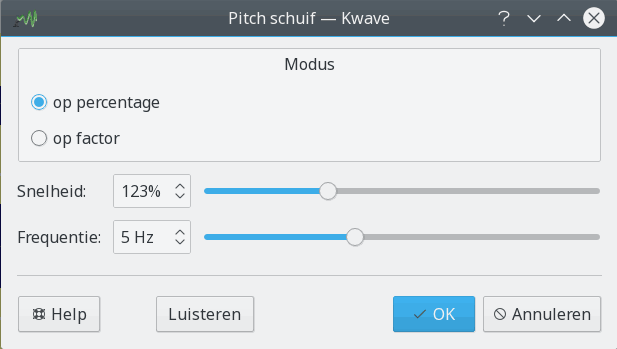 Pitch schuif — Kwave
Modus
op percentage
op factor
Snelheid: 123%
Frequentie: 5 Hz
Help Luisteren OK Annuleren